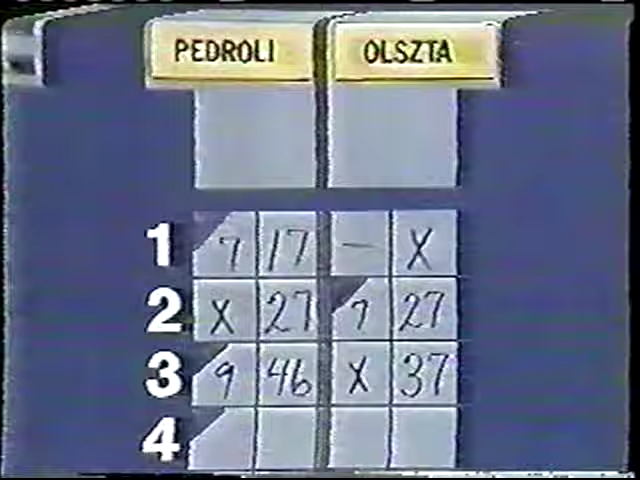 PEDROLI OLSZTA
1 7 17 — X
2 X 27 7 27
3 9 46 X 37
4